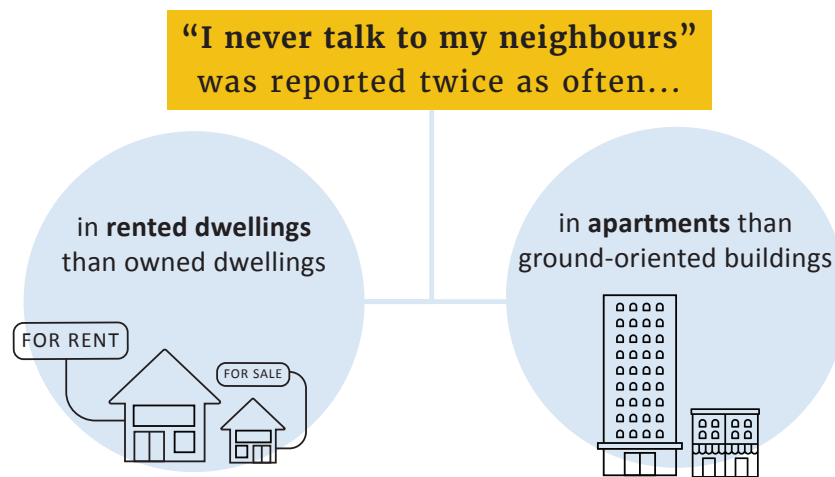 “I never talk to my neighbours”
was reported twice as often...
in rented dwellings
than owned dwellings
in apartments than
ground-oriented buildings
FOR RENT
FOR SALE